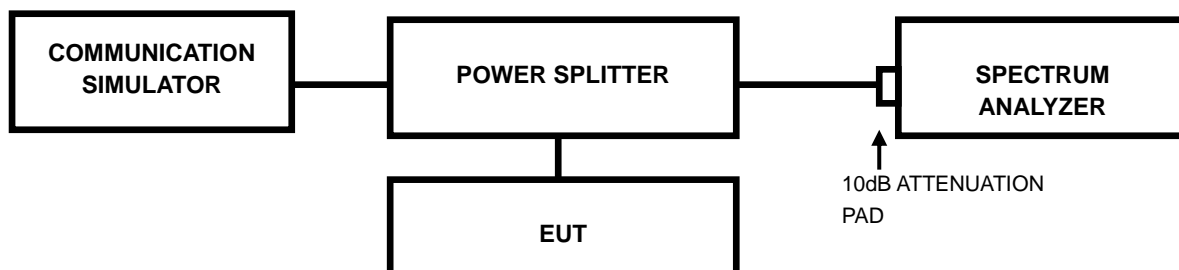 COMMUNICATION
SIMULATOR
POWER SPLITTER
SPECTRUM
ANALYZER
10dB ATTENUATION
PAD
EUT